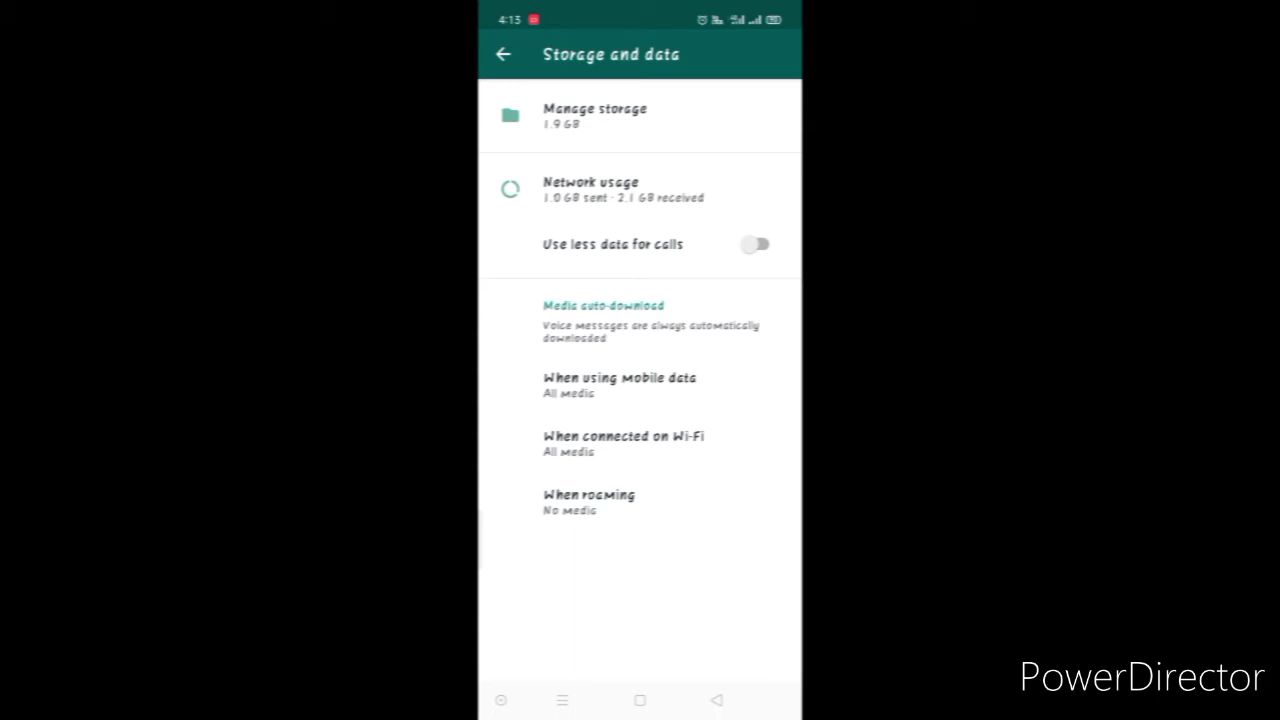 4:15
Storage and data
Manage storage
1.9 GB
Network usage
1.0 GB sent · 2.1 GB received
Use less data for calls
Media auto-download
Voice messages are always automatically
downloaded
When using mobile data
All media
When connected on Wi-Fi
All media
When roaming
No media
PowerDirector